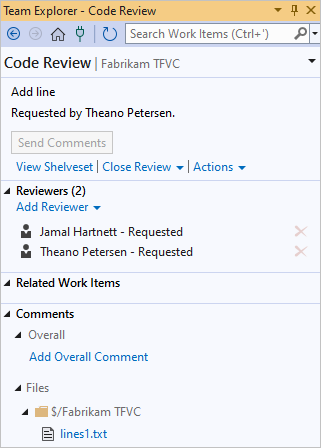 Team Explorer - Code Review
Search Work Items (Ctrl+')
Code Review | Fabrikam TFVC
Add line
Requested by Theano Petersen.
Send Comments
View Shelveset | Close Review | Actions
Reviewers (2)
Add Reviewer
Jamal Hartnett - Requested
Theano Petersen - Requested
Related Work Items
Comments
Overall
Add Overall Comment
Files
$/Fabrikam TFVC
lines1.txt